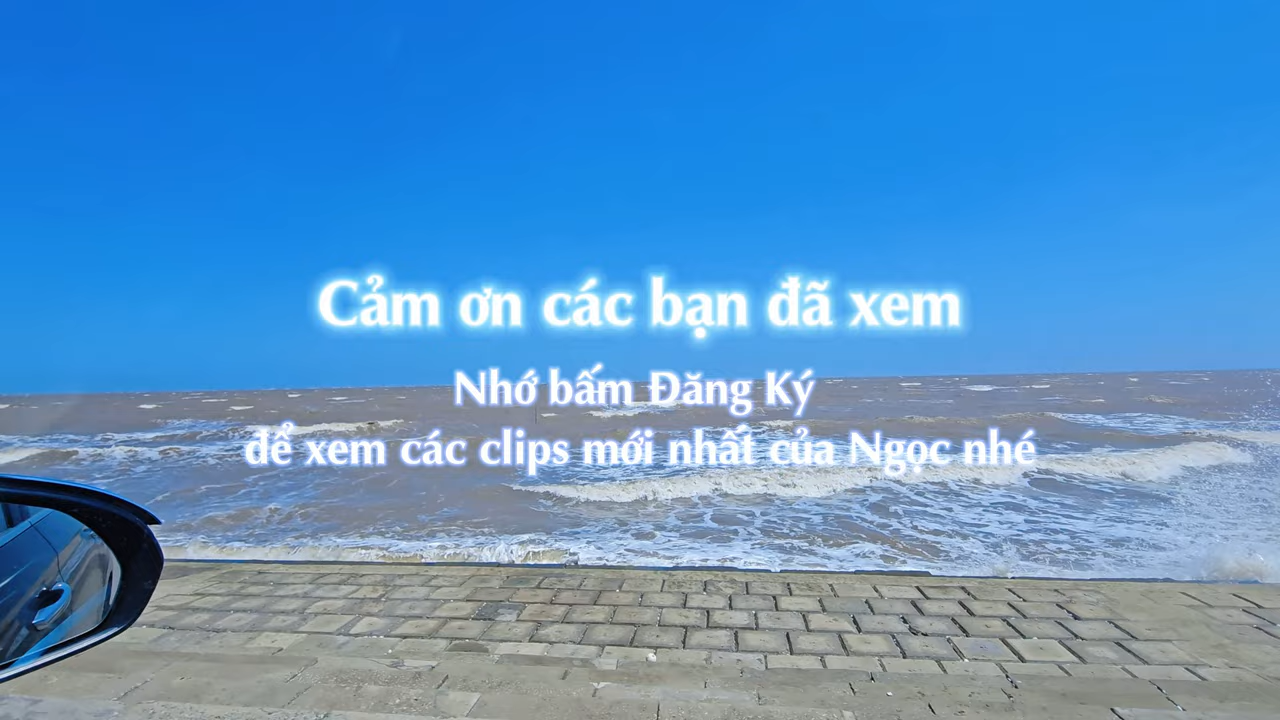 Cảm ơn các bạn đã xem
Nhớ bấm Đăng Ký
để xem các clips mới nhất của Ngọc nhé